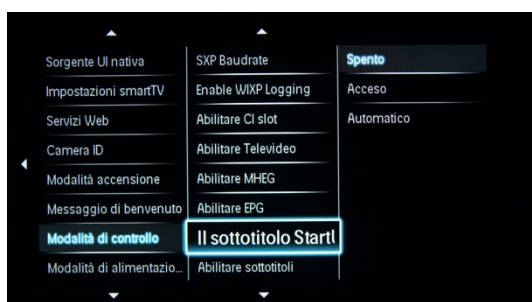 Sorgente UI nativa
Impostazioni smartTV
Servizi Web
Camera ID
Modalità accensione
Messaggio di benvenuto
Modalità di controllo
Modalità di alimentazio...
SXP Baudrate
Enable WIXP Logging
Abilitare CI slot
Abilitare Televideo
Abilitare MHEG
Abilitare EPG
Il sottotitolo StartU
Abilitare sottotitoli
Spento
Acceso
Automatico